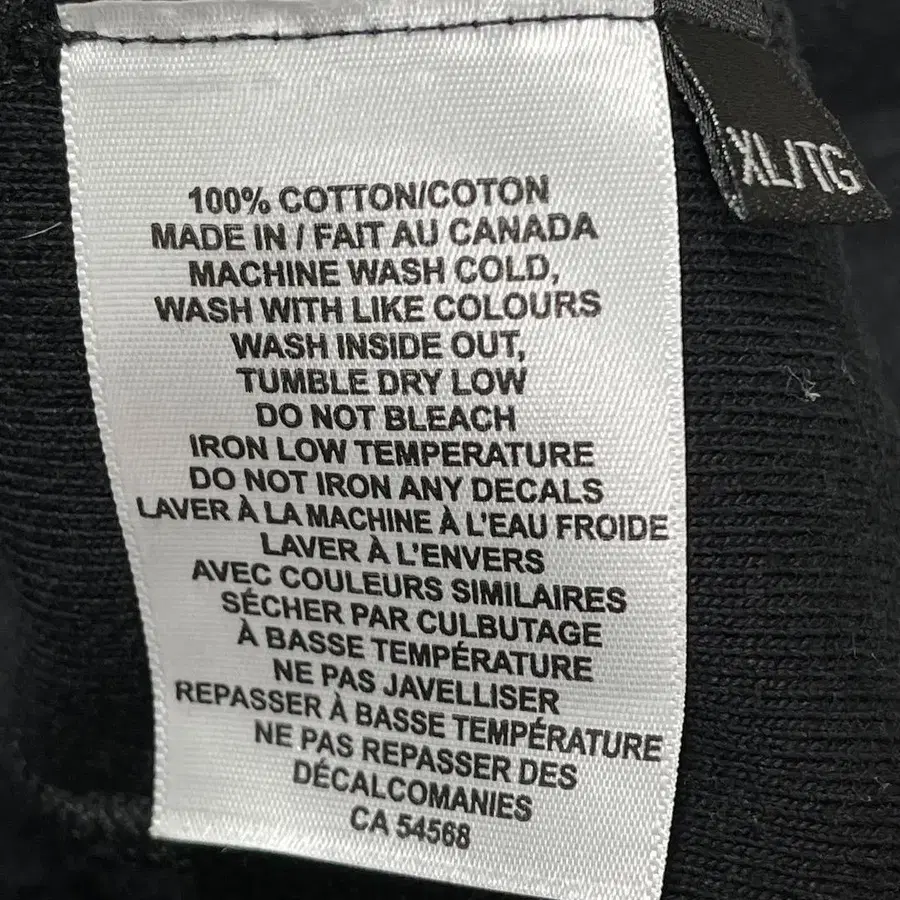 100% COTTON/COTON
MADE IN / FAIT AU CANADA
MACHINE WASH COLD,
WASH WITH LIKE COLOURS
WASH INSIDE OUT,
TUMBLE DRY LOW
DO NOT BLEACH
IRON LOW TEMPERATURE
DO NOT IRON ANY DECALS
LAVER À LA MACHINE À L'EAU FROIDE
LAVER À L'ENVERS
AVEC COULEURS SIMILAIRES
SÉCHER PAR CULBUTAGE
À BASSE TEMPÉRATURE
NE PAS JAVELLISER
REPASSER À BASSE TEMPÉRATURE
NE PAS REPASSER DES
DÉCALCOMANIES
CA 54568
XL/TG